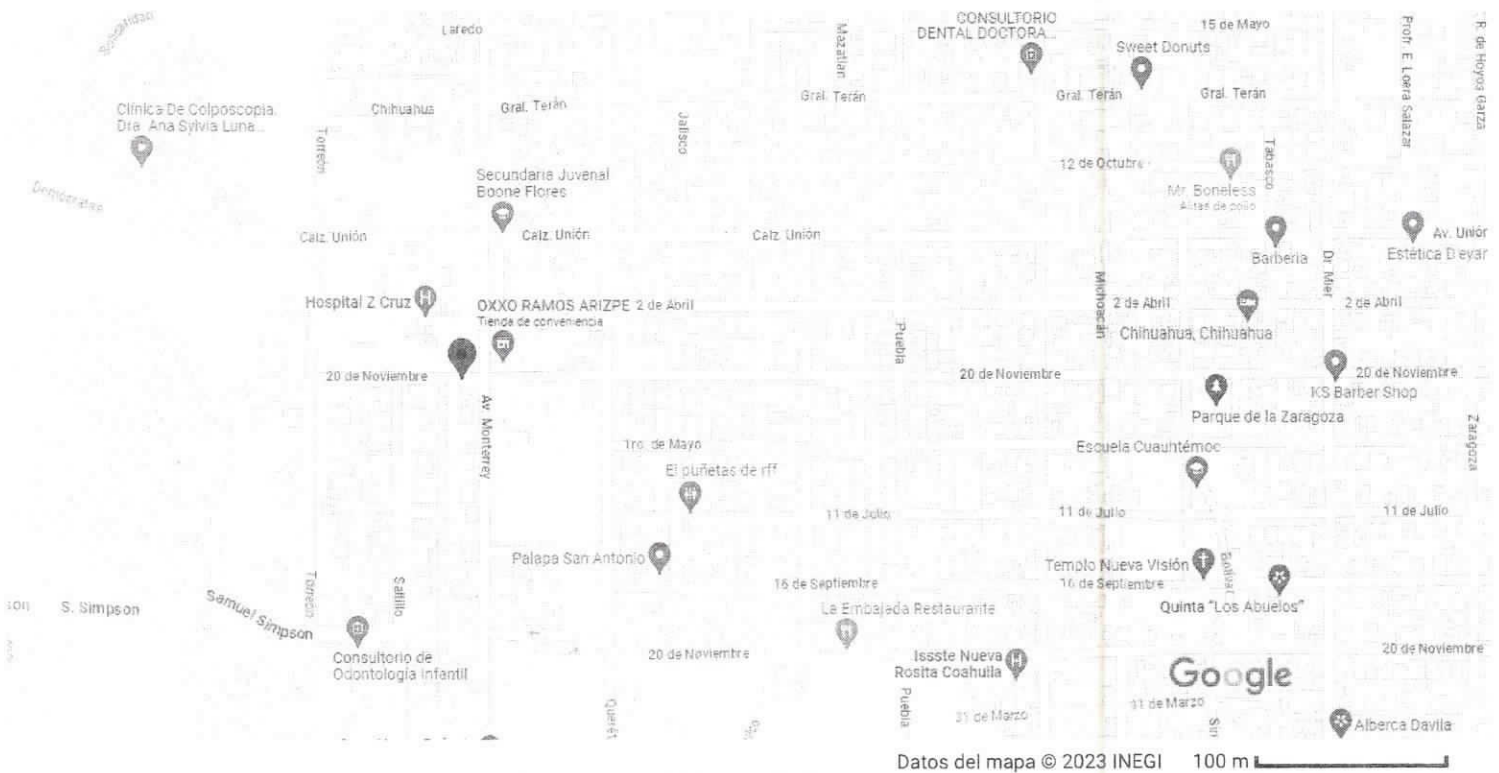 Solidaridad
Laredo
Mazatlan
CONSULTORIO
DENTAL DOCTORA...
15 de Mayo
Sweet Donuts
Profr. E. Loera Salazar
R. de Hoyos Garza
Clínica De Colposcopia.
Dra. Ana Sylvia Luna...
Chihuahua
Gral. Terán
Gral. Terán
Gral. Terán
Gral. Terán
Torreón
Jalisco
12 de Octubre
Tabasco
Mr. Boneless
Alitas de pollo
Secundaria Juvenal
Boone Flores
Calz. Unión
Calz. Unión
Calz. Unión
Barberia
Av. Unión
Estética D'evan
Dr. Mier
Michoacán
Hospital Z Cruz
OXXO RAMOS ARIZPE
Tienda de conveniencia
2 de Abril
2 de Abril
2 de Abril
Chihuahua, Chihuahua
Puebla
20 de Noviembre
20 de Noviembre
20 de Noviembre
KS Barber Shop
Parque de la Zaragoza
Av. Monterrey
Zaragoza
1ro. de Mayo
Escuela Cuauhtémoc
El puñetas de rff
11 de Julio
11 de Julio
11 de Julio
Palapa San Antonio
Templo Nueva Visión
Bolívar
16 de Septiembre
16 de Septiembre
Torreón
Saltillo
son
S. Simpson
Samuel Simpson
La Embajada Restaurante
Quinta "Los Abuelos"
Consultorio de
Odontología Infantil
20 de Noviembre
20 de Noviembre
Issste Nueva
Rosita Coahuila
Google
Querét
Puebla
31 de Marzo
31 de Marzo
Sin
Alberca Davila
Datos del mapa © 2023 INEGI
100 m